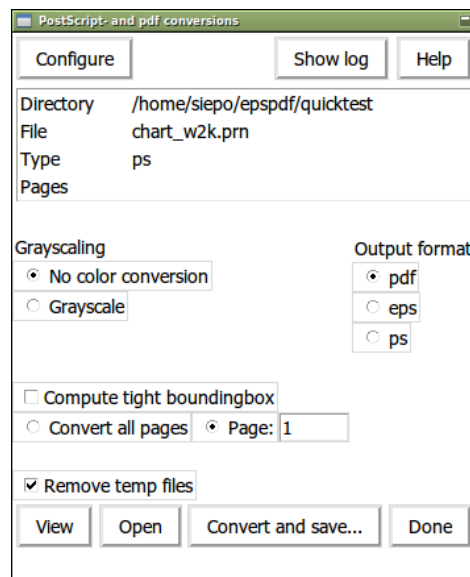 PostScript- and pdf conversions
Configure Show log Help
Directory /home/siepo/epspdf/quicktest
File chart_w2k.prn
Type ps
Pages
Grayscaling Output format
No color conversion pdf
Grayscale eps
ps
Compute tight boundingbox
Convert all pages Page: 1
Remove temp files
View Open Convert and save... Done